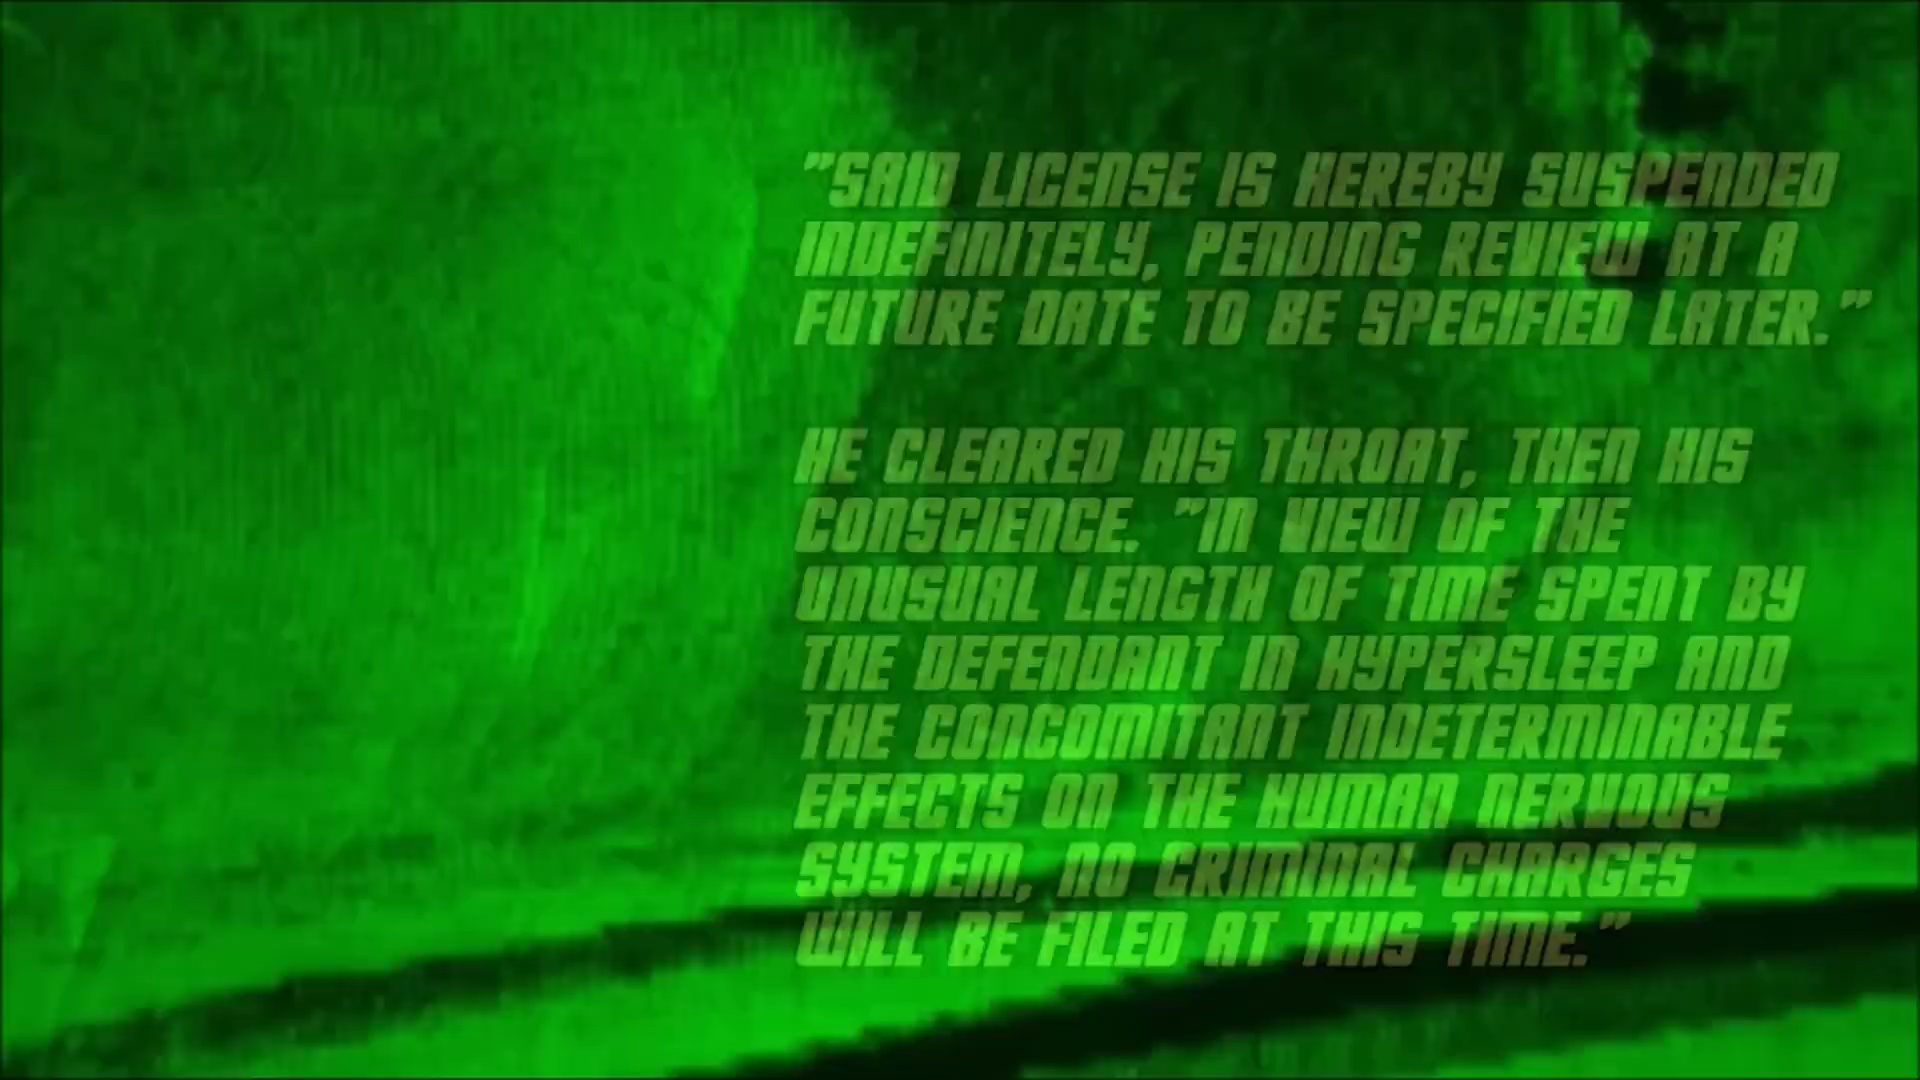 "SAID LICENSE IS HEREBY SUSPENDED
INDEFINITELY, PENDING REVIEW AT A
FUTURE DATE TO BE SPECIFIED LATER."
HE CLEARED HIS THROAT, THEN HIS
CONSCIENCE. "IN VIEW OF THE
UNUSUAL LENGTH OF TIME SPENT BY
THE DEFENDANT IN HYPERSLEEP AND
THE CONCOMITANT INDETERMINABLE
EFFECTS ON THE HUMAN NERVOUS
SYSTEM, NO CRIMINAL CHARGES
WILL BE FILED AT THIS TIME."